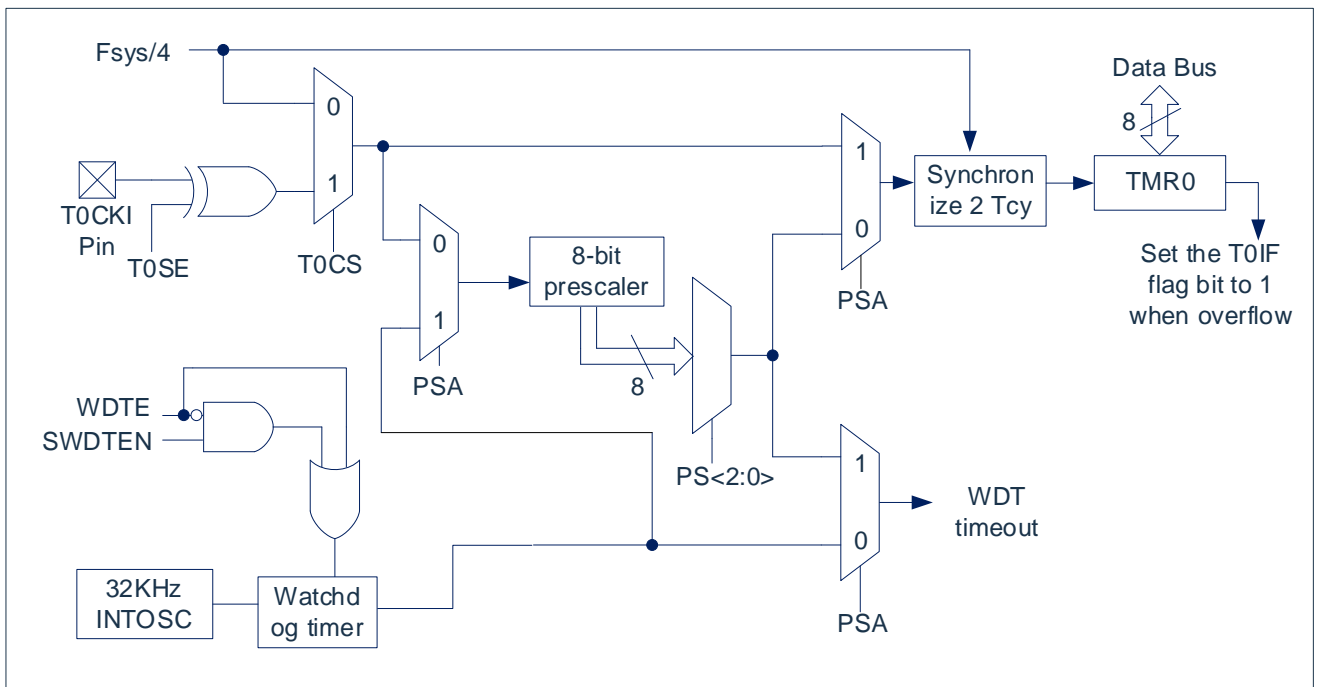 Fsys/4
Data Bus
8
0
1
T0CKI
Pin
T0SE
T0CS
1
0
PSA
Synchron
ize 2 Tcy
TMR0
Set the T0IF
flag bit to 1
when overflow
0
1
PSA
8-bit
prescaler
8
PS<2:0>
WDTE
SWDTEN
1
0
PSA
WDT
timeout
32KHz
INTOSC
Watchd
og timer